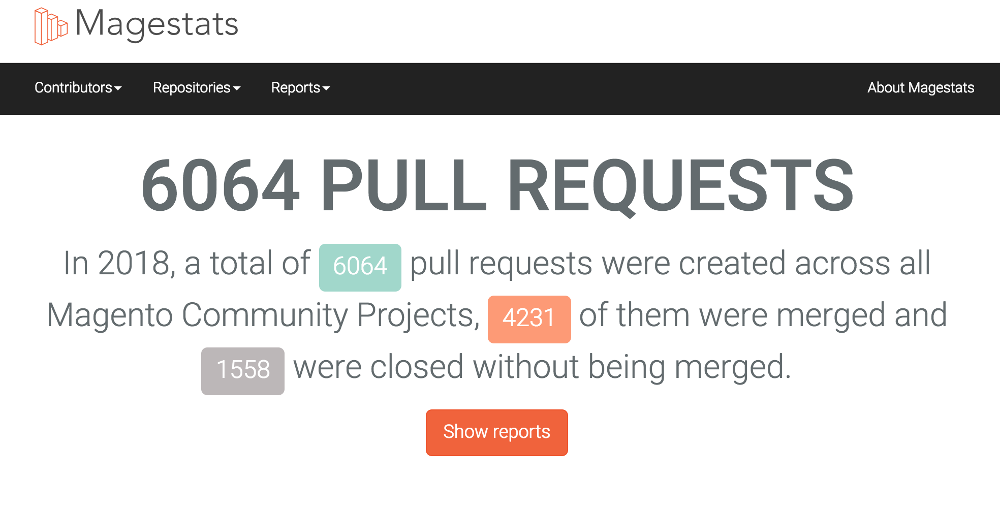 Magestats
Contributors Repositories Reports About Magestats
6064 PULL REQUESTS
In 2018, a total of 6064 pull requests were created across all
Magento Community Projects, 4231 of them were merged and
1558 were closed without being merged.
Show reports